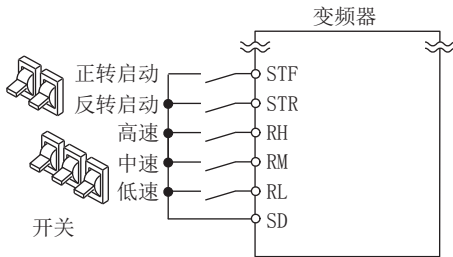 变频器
正转启动 STF
反转启动 STR
高速 RH
中速 RM
低速 RL
SD
开关